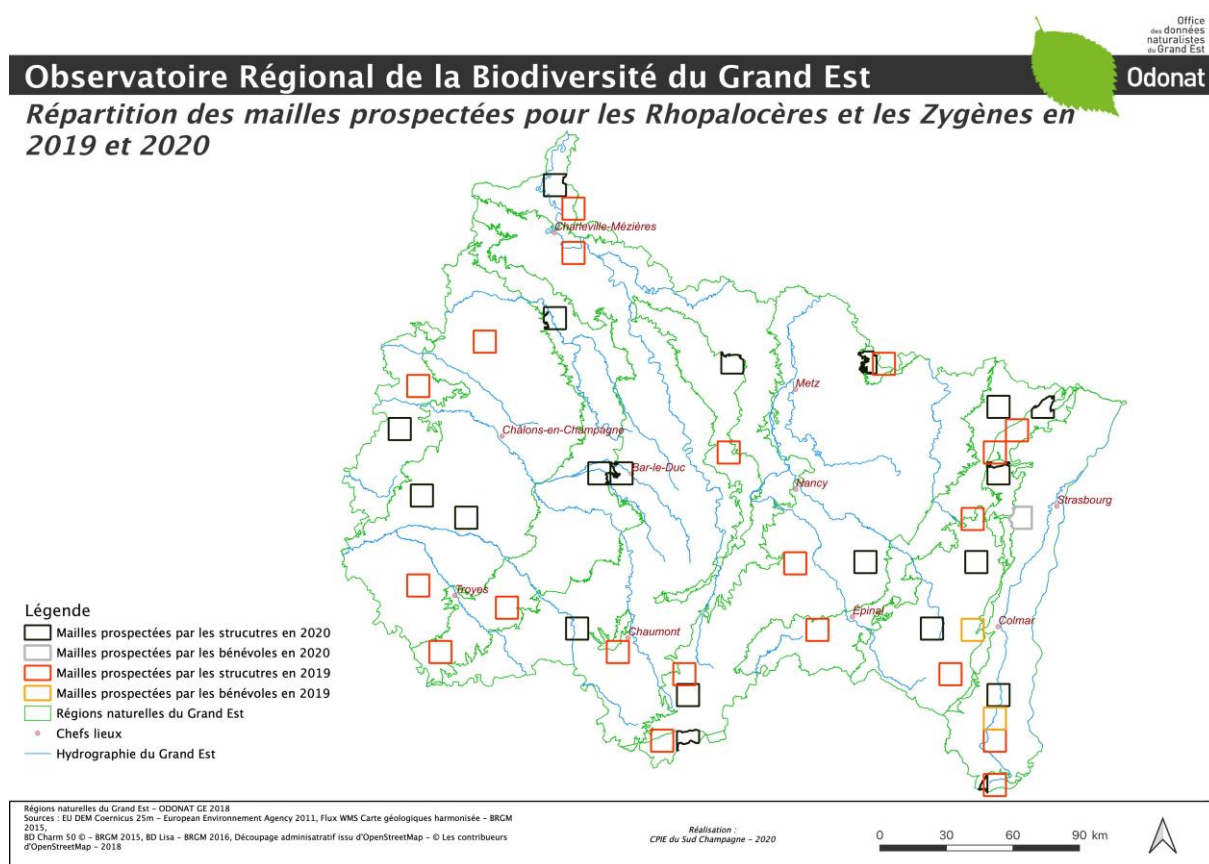 Office
des données
naturalistes
du Grand Est
Observatoire Régional de la Biodiversité du Grand Est
Odonat
Répartition des mailles prospectées pour les Rhopalocères et les Zygènes en
2019 et 2020
Charleville-Mézières
Metz
Châlons-en-Champagne
Bar-le-Duc
Nancy
Strasbourg
Troyes
Épinal
Chaumont
Colmar
Légende
Mailles prospectées par les strucutres en 2020
Mailles prospectées par les bénévoles en 2020
Mailles prospectées par les strucutres en 2019
Mailles prospectées par les bénévoles en 2019
Régions naturelles du Grand Est
Chefs lieux
Hydrographie du Grand Est
Régions naturelles du Grand Est - ODONAT GE 2018
Sources : EU DEM Coernicus 25m - European Environnement Agency 2011, Flux WMS Carte géologiques harmonisée - BRGM
2015,
BD Charm 50 © - BRGM 2015, BD Lisa - BRGM 2016, Découpage adminisatratif issu d'OpenStreetMap - © Les contribueurs
d'OpenStreetMap - 2018
Réalisation :
CPIE du Sud Champagne - 2020
0 30 60 90 km